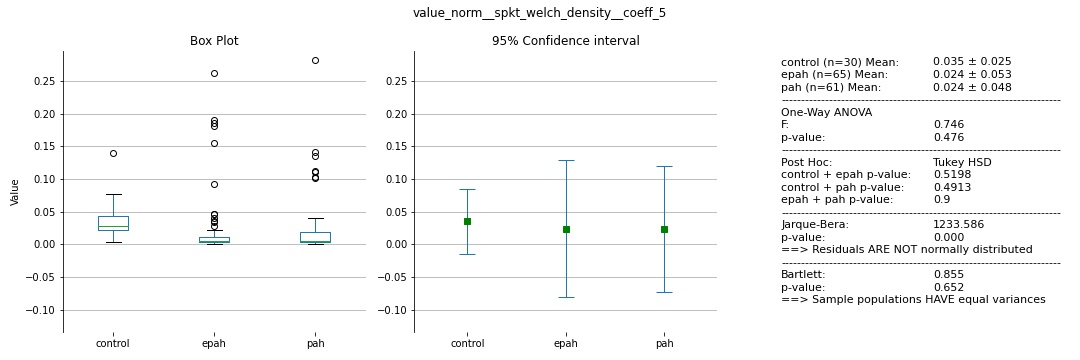 value_norm__spkt_welch_density__coeff_5
Box Plot
Value
0.25
0.20
0.15
0.10
0.05
0.00
−0.05
−0.10
control epah pah
95% Confidence interval
0.25
0.20
0.15
0.10
0.05
0.00
−0.05
−0.10
control epah pah
control (n=30) Mean: 0.035 ± 0.025
epah (n=65) Mean: 0.024 ± 0.053
pah (n=61) Mean: 0.024 ± 0.048
One-Way ANOVA
F: 0.746
p-value: 0.476
Post Hoc: Tukey HSD
control + epah p-value: 0.5198
control + pah p-value: 0.4913
epah + pah p-value: 0.9
Jarque-Bera: 1233.586
p-value: 0.000
==> Residuals ARE NOT normally distributed
Bartlett: 0.855
p-value: 0.652
==> Sample populations HAVE equal variances